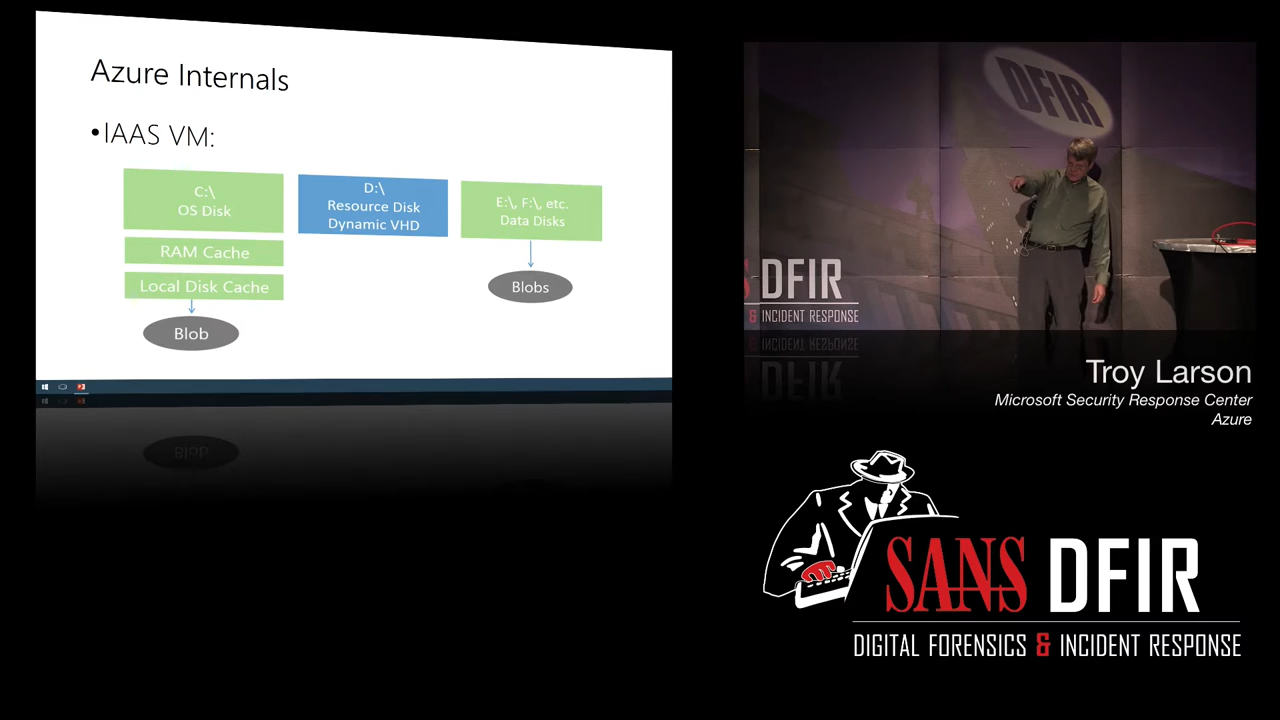 Azure Internals
•IAAS VM:
C:\
OS Disk
D:\
Resource Disk
Dynamic VHD
E:\, F:\, etc.
Data Disks
RAM Cache
Local Disk Cache
Blobs
Blob
DFIR
DFIR
& INCIDENT RESPONSE
Troy Larson
Microsoft Security Response Center
Azure
SANS DFIR
DIGITAL FORENSICS & INCIDENT RESPONSE